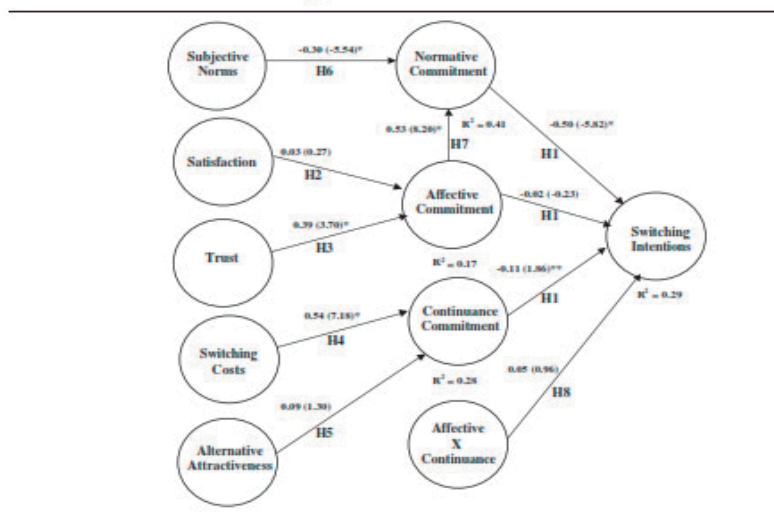 Subjective
Norms
-0.30 (-5.54)*
H6
Normative
Commitment
0.53 (8.20)*
H7
R² = 0.41
-0.50 (-5.82)*
H1
Satisfaction
0.03 (0.27)
H2
Affective
Commitment
-0.02 (-0.23)
H1
Switching
Intentions
R² = 0.29
Trust
0.39 (3.70)*
H3
R² = 0.17
-0.11 (1.86)**
H1
Continuance
Commitment
0.54 (7.18)*
H4
Switching
Costs
R² = 0.28
0.05 (0.96)
H8
0.09 (1.30)
H5
Alternative
Attractiveness
Affective
X
Continuance